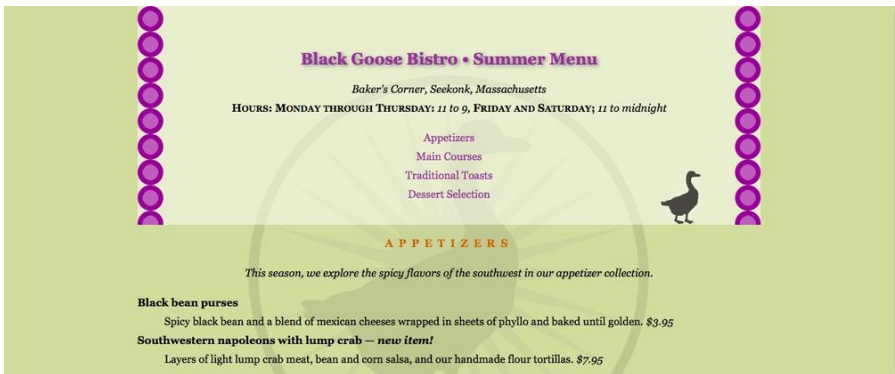 Black Goose Bistro • Summer Menu
Baker's Corner, Seekonk, Massachusetts
Hours: Monday through Thursday: 11 to 9, Friday and Saturday; 11 to midnight
Appetizers
Main Courses
Traditional Toasts
Dessert Selection
APPETIZERS
This season, we explore the spicy flavors of the southwest in our appetizer collection.
Black bean purses
Spicy black bean and a blend of mexican cheeses wrapped in sheets of phyllo and baked until golden. $3.95
Southwestern napoleons with lump crab — new item!
Layers of light lump crab meat, bean and corn salsa, and our handmade flour tortillas. $7.95